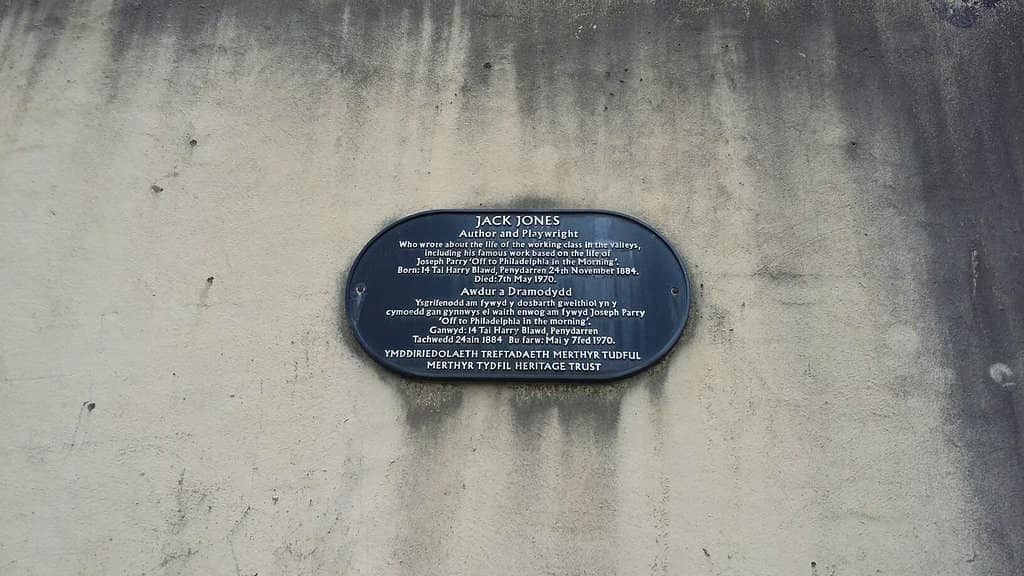 JACK JONES
Author and Playwright
Who wrote about the life of the working class in the valleys,
including his famous work based on the life of
Joseph Parry 'Off to Philadelphia in the Morning'.
Born: 14 Tai Harry Blawd, Penydarren 24th November 1884.
Died: 7th May 1970.
Awdur a Dramodydd
Ysgrifenodd am fywyd y dosbarth gweithiol yn y
cymoedd gan gynnwys ei waith enwog am fywyd Joseph Parry
'Off to Philadelphia in the morning'.
Ganwyd: 14 Tai Harry Blawd, Penydarren
Tachwedd 24ain 1884 Bu farw: Mai y 7fed 1970.
YMDDIRIEDOLAETH TREFTADAETH MERTHYR TUDFUL
MERTHYR TYDFIL HERITAGE TRUST